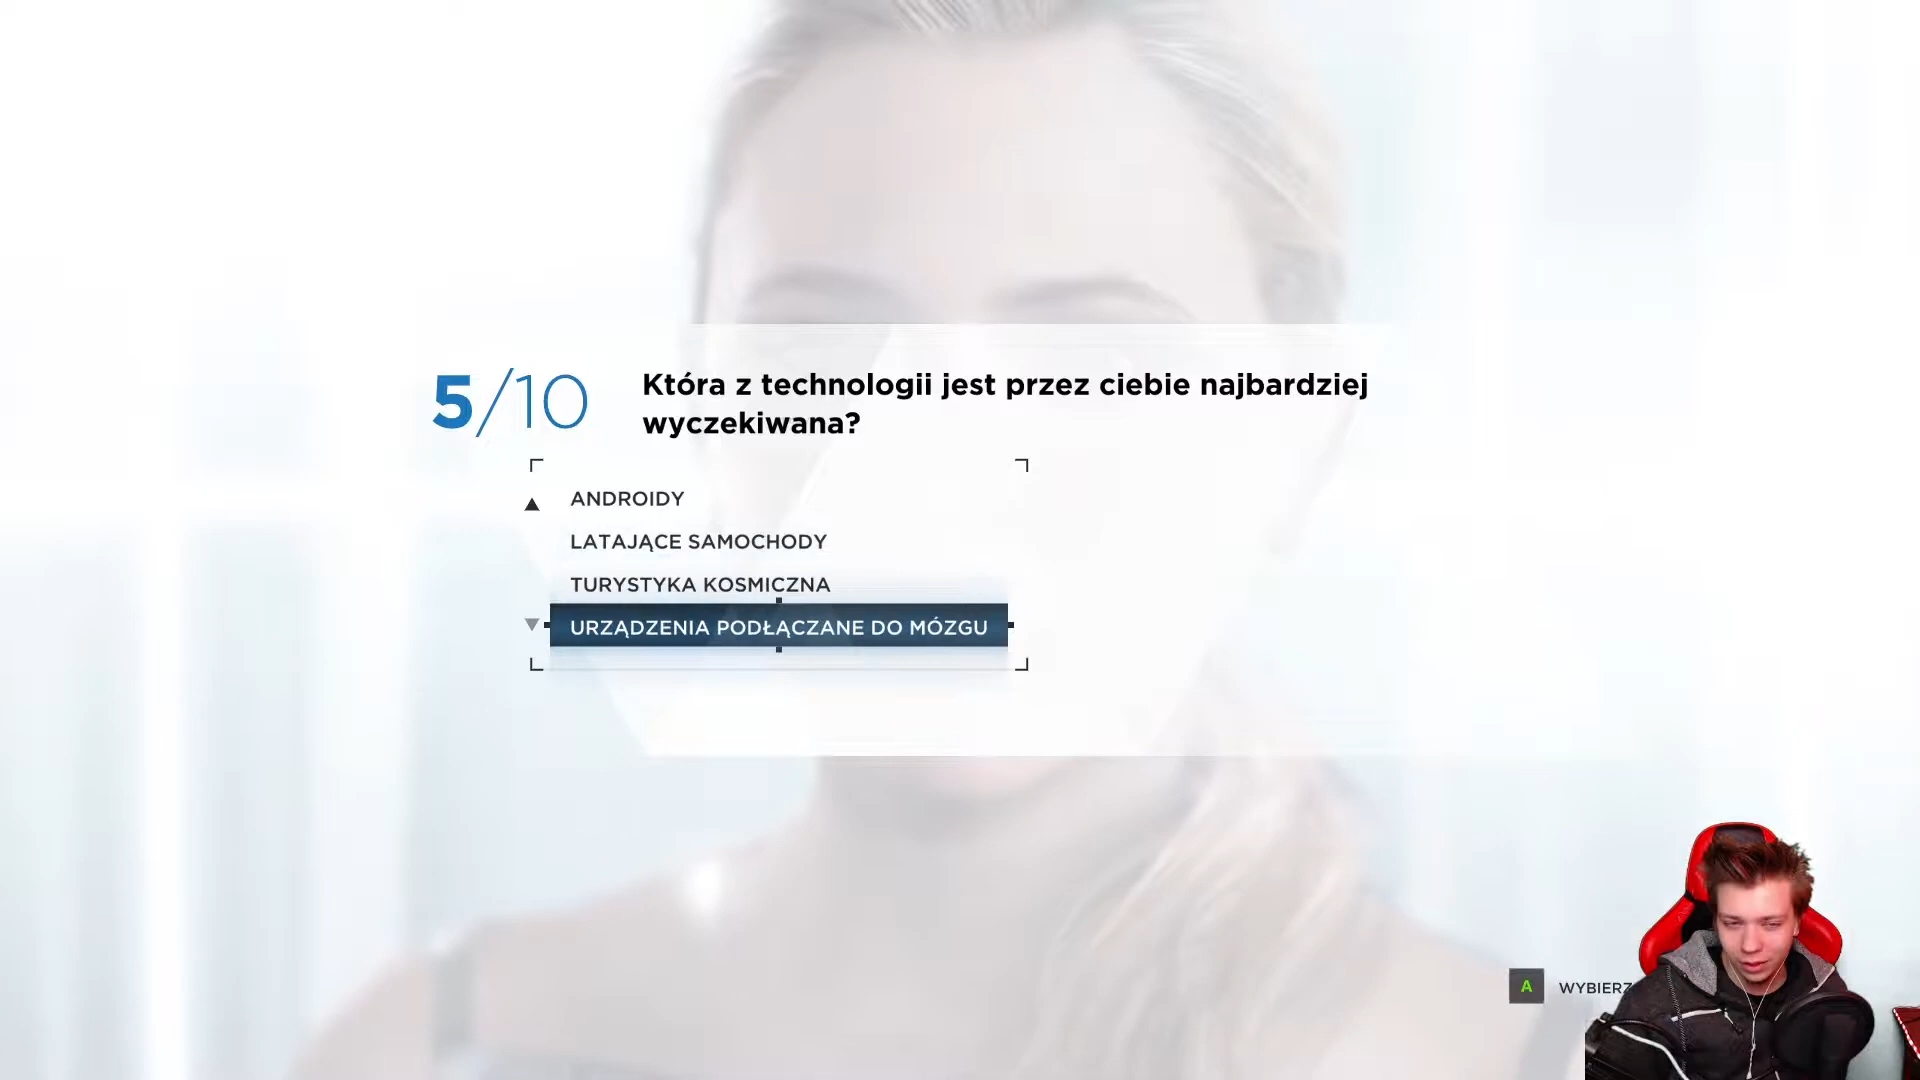 5/10
Która z technologii jest przez ciebie najbardziej
wyczekiwana?
ANDROIDY
LATAJĄCE SAMOCHODY
TURYSTYKA KOSMICZNA
URZĄDZENIA PODŁĄCZANE DO MÓZGU
A WYBIERZ